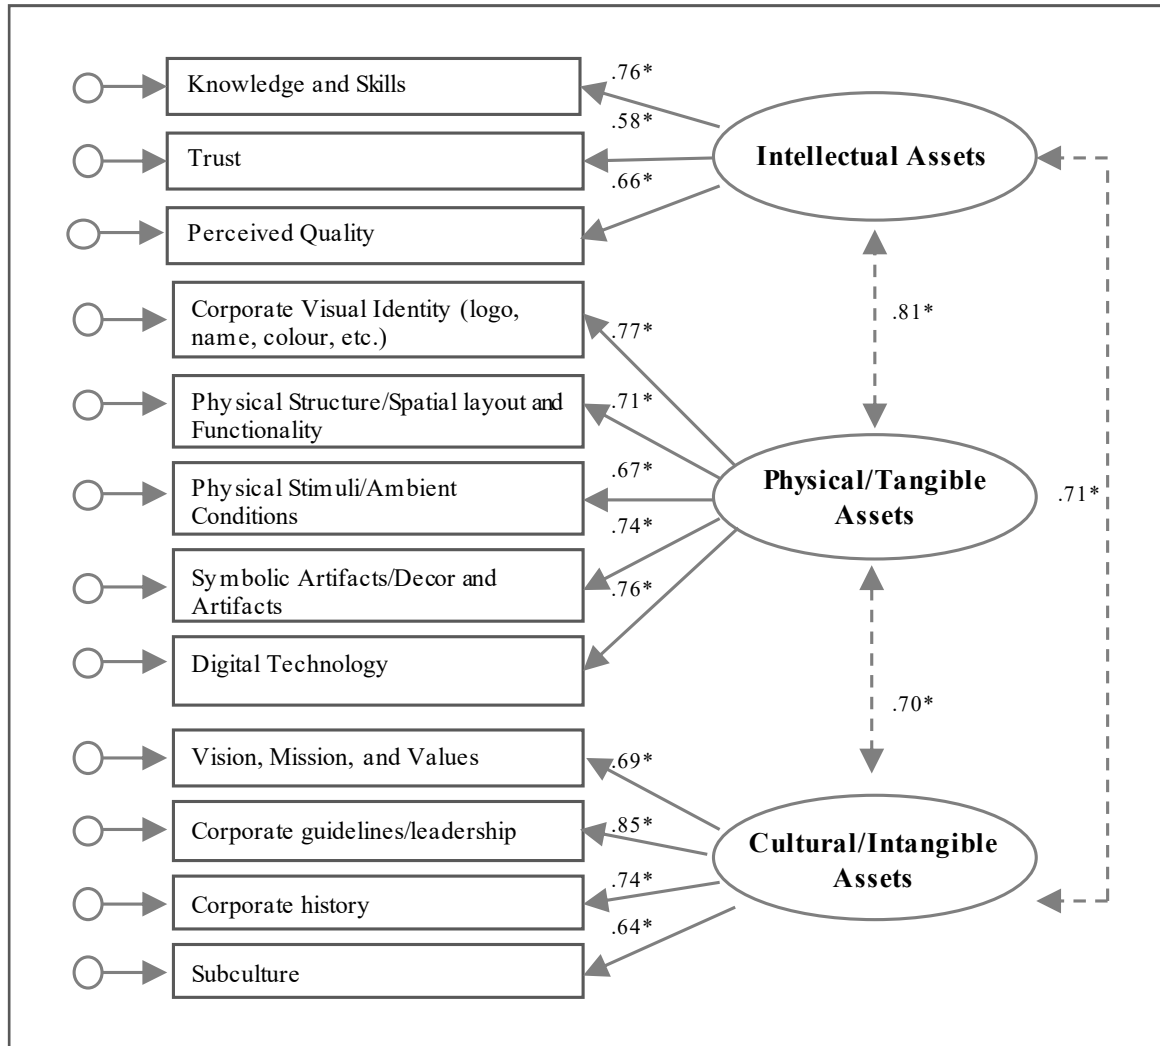 Knowledge and Skills
.76*
.58*
Trust
Intellectual Assets
.66*
Perceived Quality
Corporate Visual Identity (logo,
name, colour, etc.)
.77*
.81*
Physical Structure/Spatial layout and
Functionality
.71*
Physical Stimuli/Ambient
Conditions
.67*
Physical/Tangible
Assets
.71*
.74*
Symbolic Artifacts/Decor and
Artifacts
.76*
Digital Technology
.70*
Vision, Mission, and Values
.69*
Corporate guidelines/leadership
.85*
Cultural/Intangible
Assets
.74*
Corporate history
.64*
Subculture